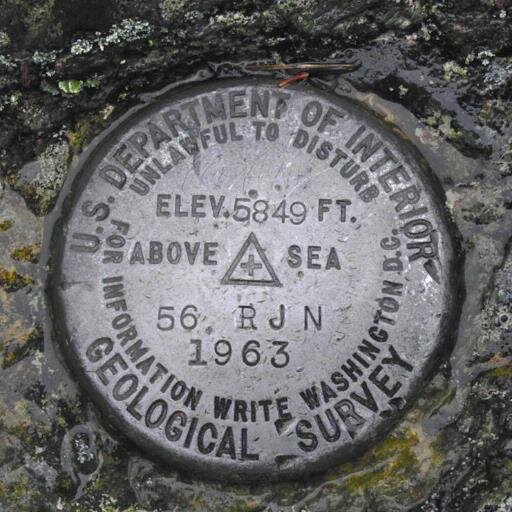 U.S. DEPARTMENT OF INTERIOR
UNLAWFUL TO DISTURB
ELEV. 5849 FT.
ABOVE SEA
56 RJN
1963
FOR INFORMATION WRITE WASHINGTON D.C.
GEOLOGICAL SURVEY